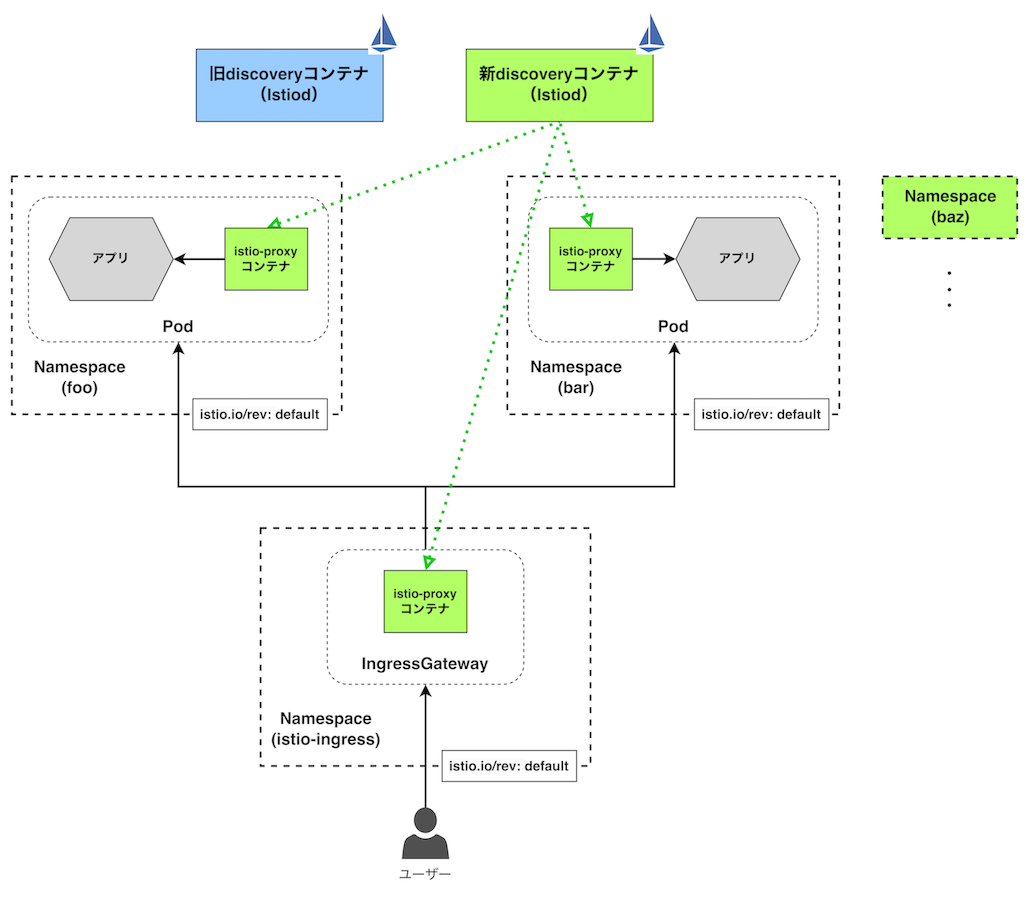 旧discoveryコンテナ
（Istiod）
新discoveryコンテナ
（Istiod）
アプリ
istio-proxy
コンテナ
Pod
Namespace
(foo)
istio.io/rev: default
istio-proxy
コンテナ
アプリ
Pod
Namespace
(bar)
istio.io/rev: default
Namespace
(baz)
istio-proxy
コンテナ
IngressGateway
Namespace
(istio-ingress)
istio.io/rev: default
ユーザー